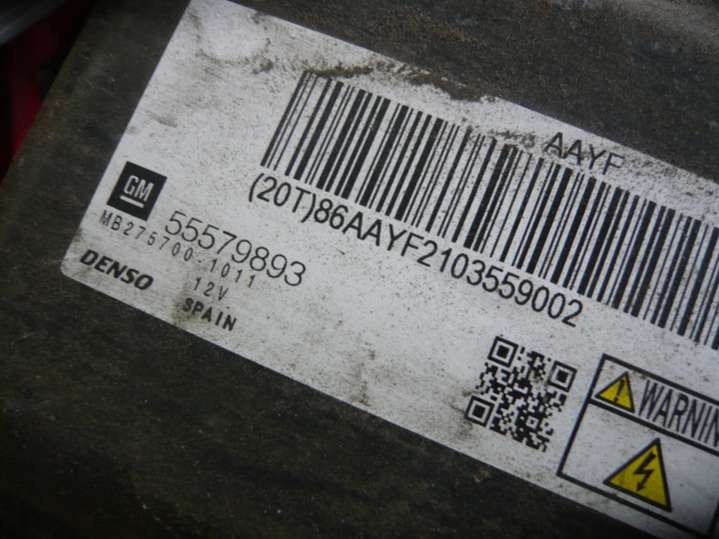 AAYF
(20T)86AAYF2103559002
GM
55579893
MB275700-1011
DENSO
12V
SPAIN
WARNIN